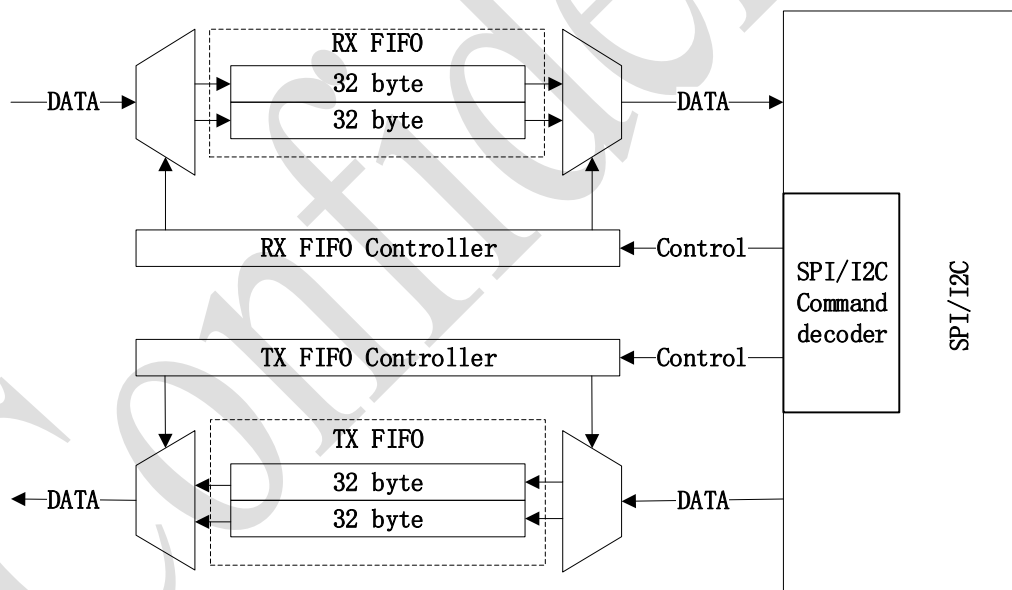 RX FIFO
DATA 32 byte DATA
32 byte
RX FIFO Controller Control
SPI/I2C
Command
decoder
SPI/I2C
TX FIFO Controller Control
TX FIFO
32 byte
DATA 32 byte DATA